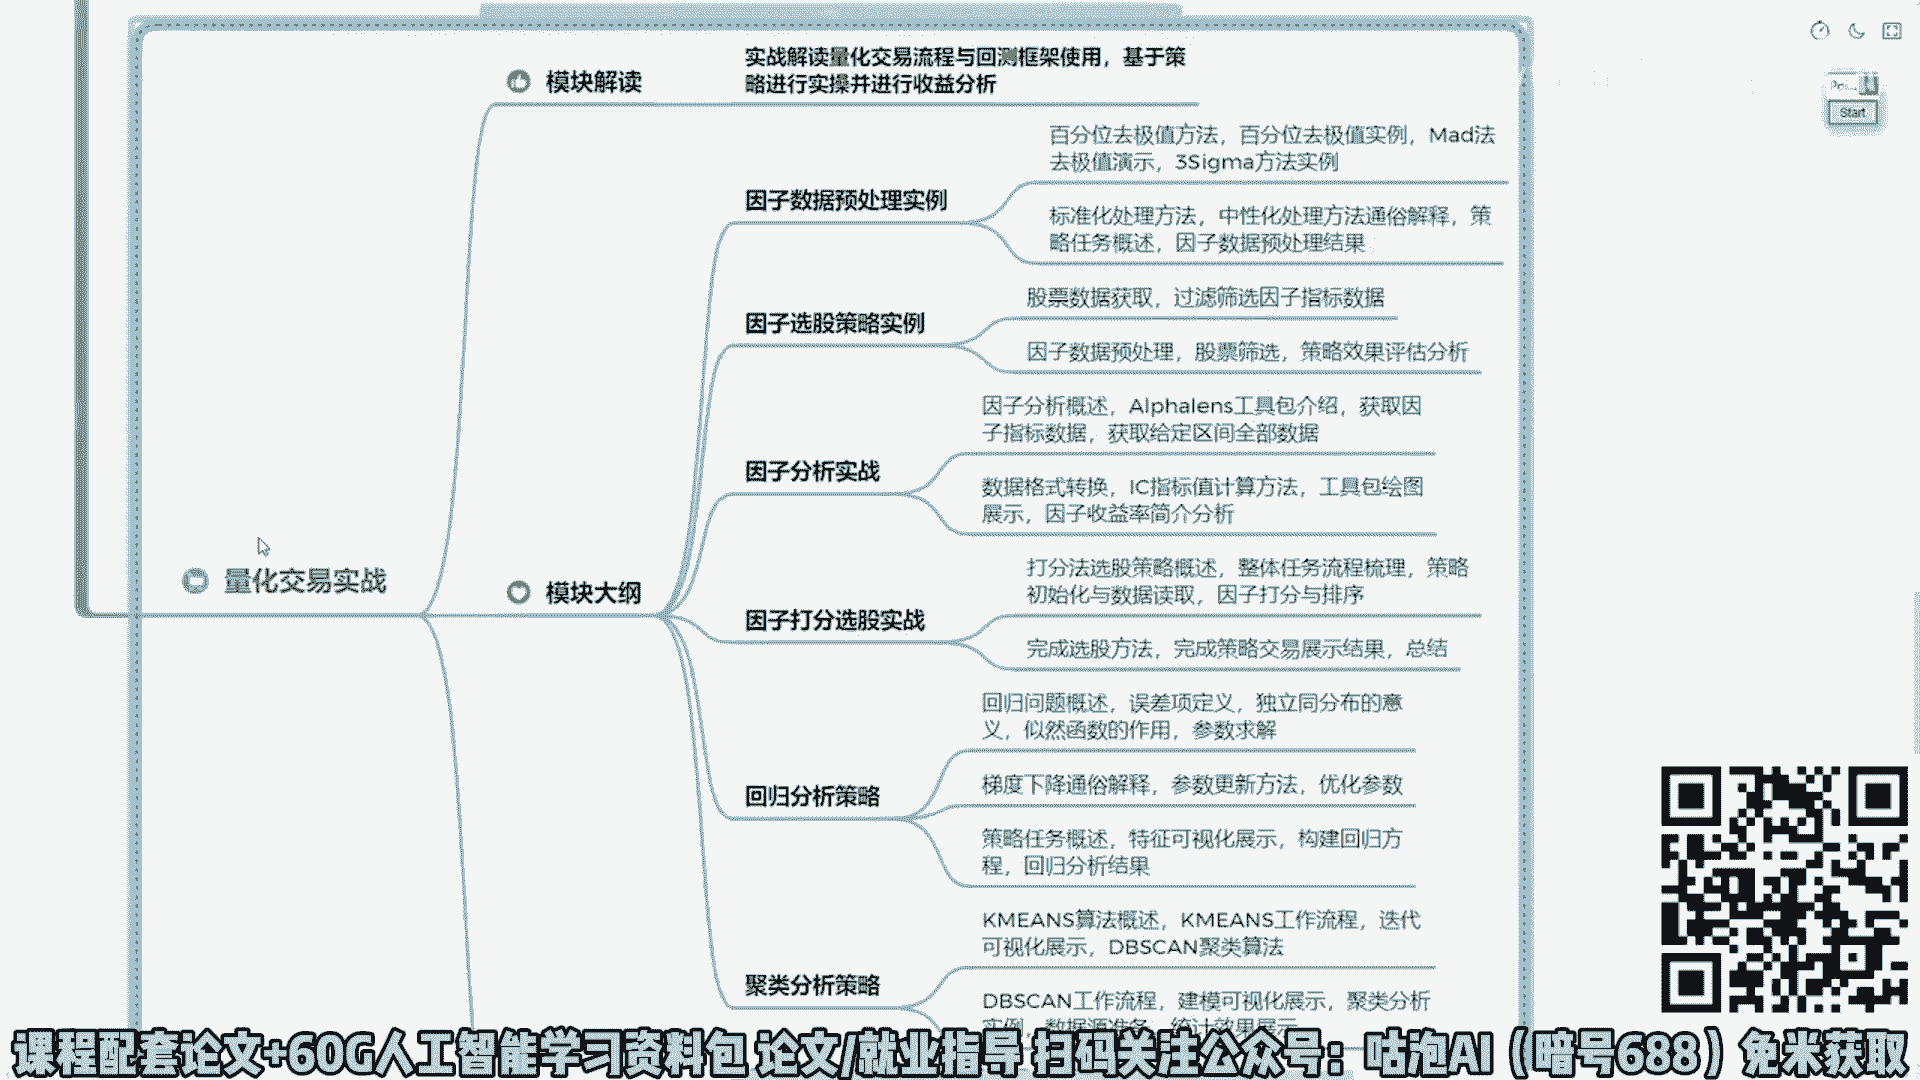 模块解读
实战解读量化交易流程与回测框架使用，基于策
略进行实操并进行收益分析
Start
百分位去极值方法，百分位去极值实例，Mad法
去极值演示，3Sigma方法实例
因子数据预处理实例
标准化处理方法，中性化处理方法通俗解释，策
略任务概述，因子数据预处理结果
股票数据获取，过滤筛选因子指标数据
因子选股策略实例
因子数据预处理，股票筛选，策略效果评估分析
因子分析概述，Alphalens工具包介绍，获取因
子指标数据，获取给定区间全部数据
因子分析实战
数据格式转换，IC指标值计算方法，工具包绘图
展示，因子收益率简介分析
量化交易实战
模块大纲
打分法选股策略概述，整体任务流程梳理，策略
初始化与数据读取，因子打分与排序
因子打分选股实战
完成选股方法，完成策略交易展示结果，总结
回归问题概述，误差项定义，独立同分布的意
义，似然函数的作用，参数求解
回归分析策略
梯度下降通俗解释，参数更新方法，优化参数
策略任务概述，特征可视化展示，构建回归方
程，回归分析结果
KMEANS算法概述，KMEANS工作流程，迭代
可视化展示，DBSCAN聚类算法
聚类分析策略
DBSCAN工作流程，建模可视化展示，聚类分析
实例，数据源准备，统计效果展示
课程配套论文+60G人工智能学习资料包 论文/就业指导 扫码关注公众号：咕泡AI（暗号688）免米获取